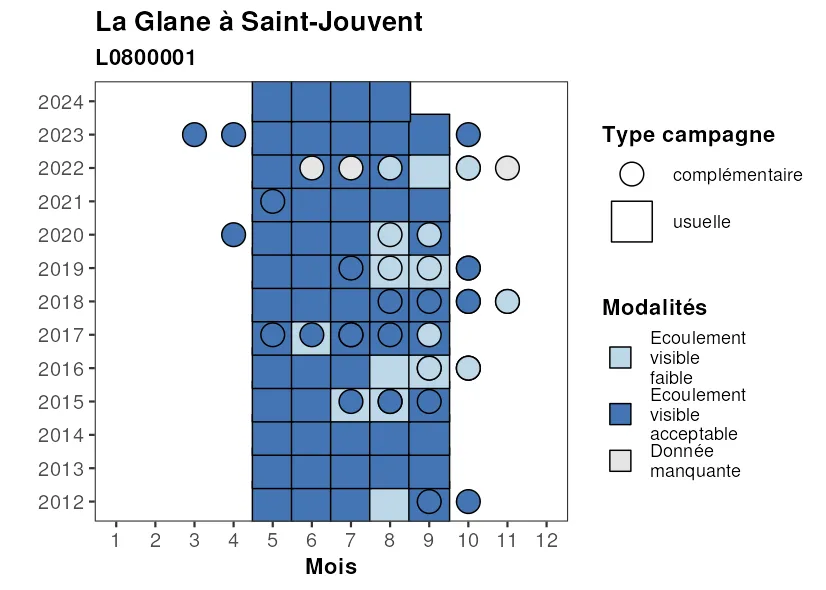 La Glane à Saint-Jouvent
L0800001
2024
2023
2022
2021
2020
2019
2018
2017
2016
2015
2014
2013
2012
1 2 3 4 5 6 7 8 9 10 11 12
Mois
Type campagne
complémentaire
usuelle
Modalités
Ecoulement
visible
faible
Ecoulement
visible
acceptable
Donnée
manquante